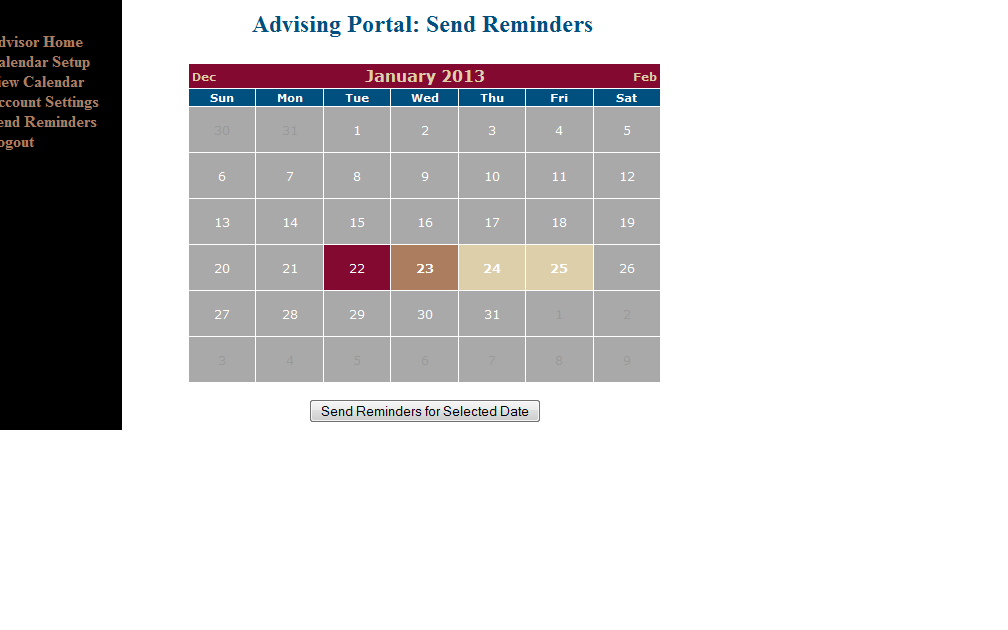 Advising Portal: Send Reminders
dvisor Home
alendar Setup
iew Calendar
ccount Settings
end Reminders
ogout
Dec January 2013 Feb
Sun Mon Tue Wed Thu Fri Sat
30 31 1 2 3 4 5
6 7 8 9 10 11 12
13 14 15 16 17 18 19
20 21 22 23 24 25 26
27 28 29 30 31 1 2
3 4 5 6 7 8 9
Send Reminders for Selected Date